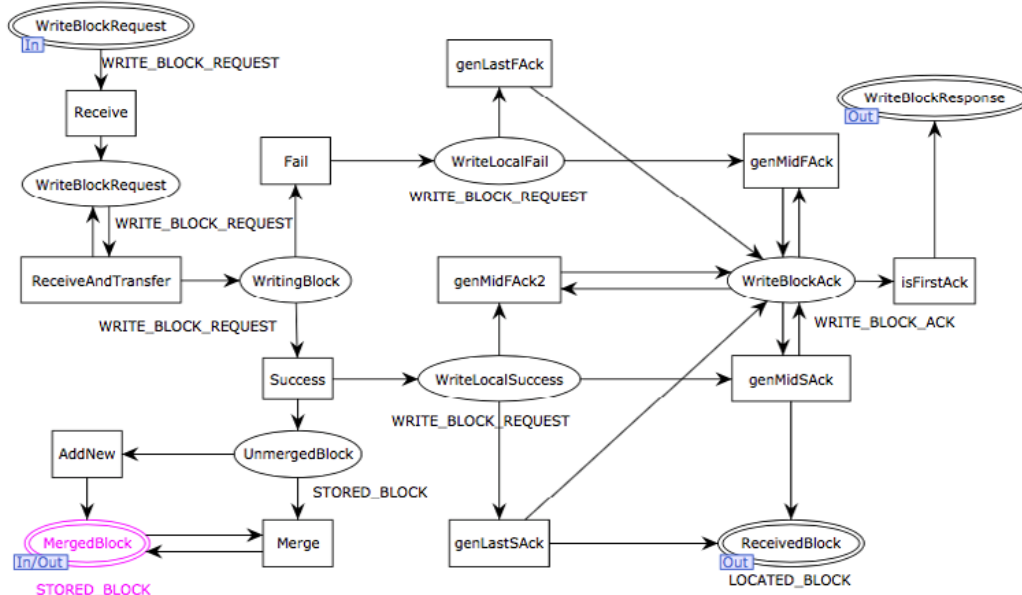 WriteBlockRequest
In
WRITE_BLOCK_REQUEST
Receive
WriteBlockRequest
WRITE_BLOCK_REQUEST
ReceiveAndTransfer
WritingBlock
WRITE_BLOCK_REQUEST
Fail
genLastFAck
WriteLocalFail
WRITE_BLOCK_REQUEST
genMidFAck
WriteBlockResponse
Out
genMidFAck2
WriteBlockAck
isFirstAck
WRITE_BLOCK_ACK
Success
WriteLocalSuccess
WRITE_BLOCK_REQUEST
genMidSAck
AddNew
UnmergedBlock
STORED_BLOCK
MergedBlock
In/Out
STORED_BLOCK
Merge
genLastSAck
ReceivedBlock
Out
LOCATED_BLOCK